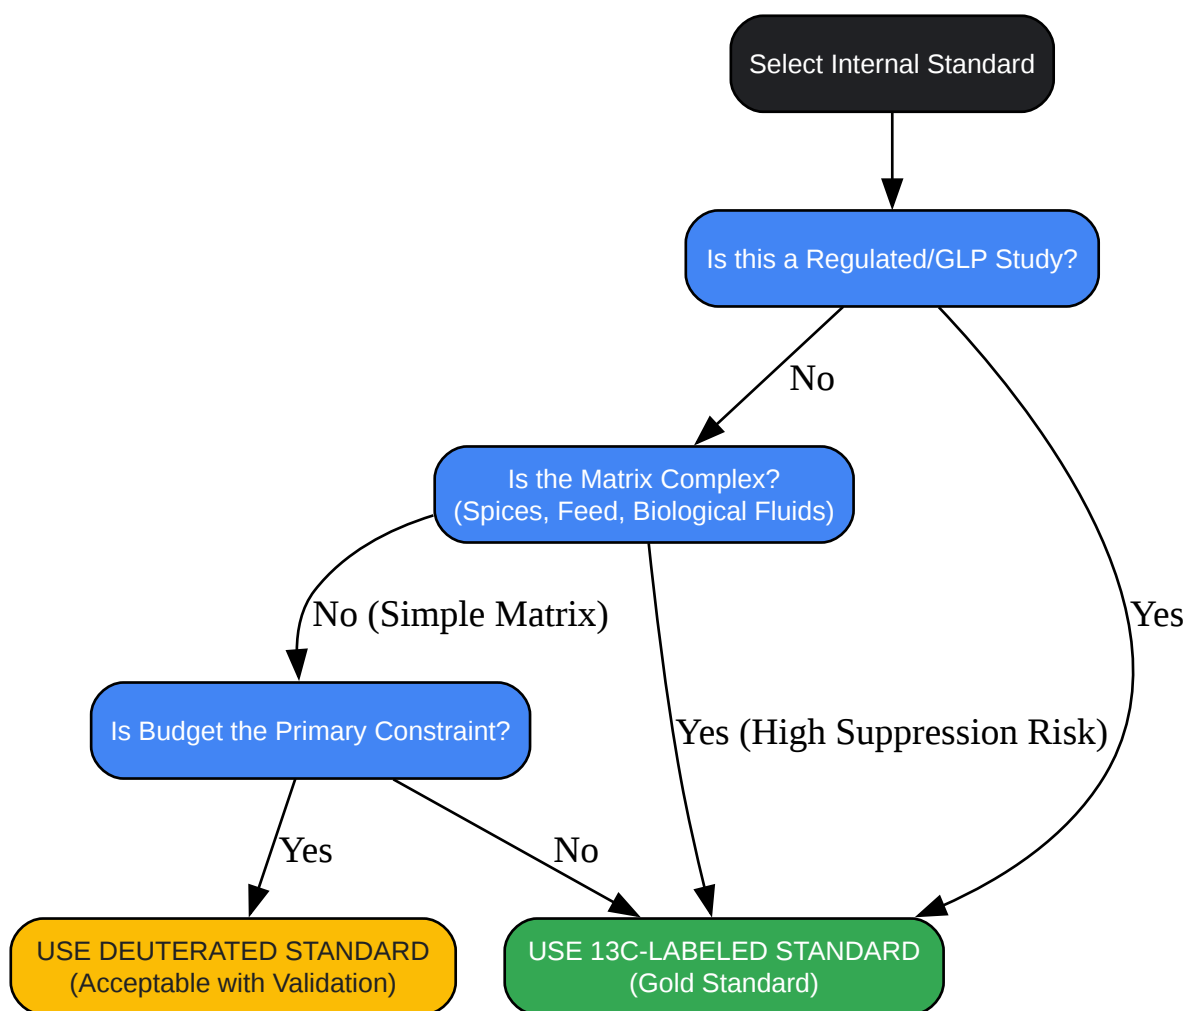 Select Internal Standard
Is this a Regulated/GLP Study?
No
Is the Matrix Complex?
(Spices, Feed, Biological Fluids)
No (Simple Matrix)
Yes
Is Budget the Primary Constraint?
Yes (High Suppression Risk)
Yes
No
USE DEUTERATED STANDARD
(Acceptable with Validation)
USE 13C-LABELED STANDARD
(Gold Standard)